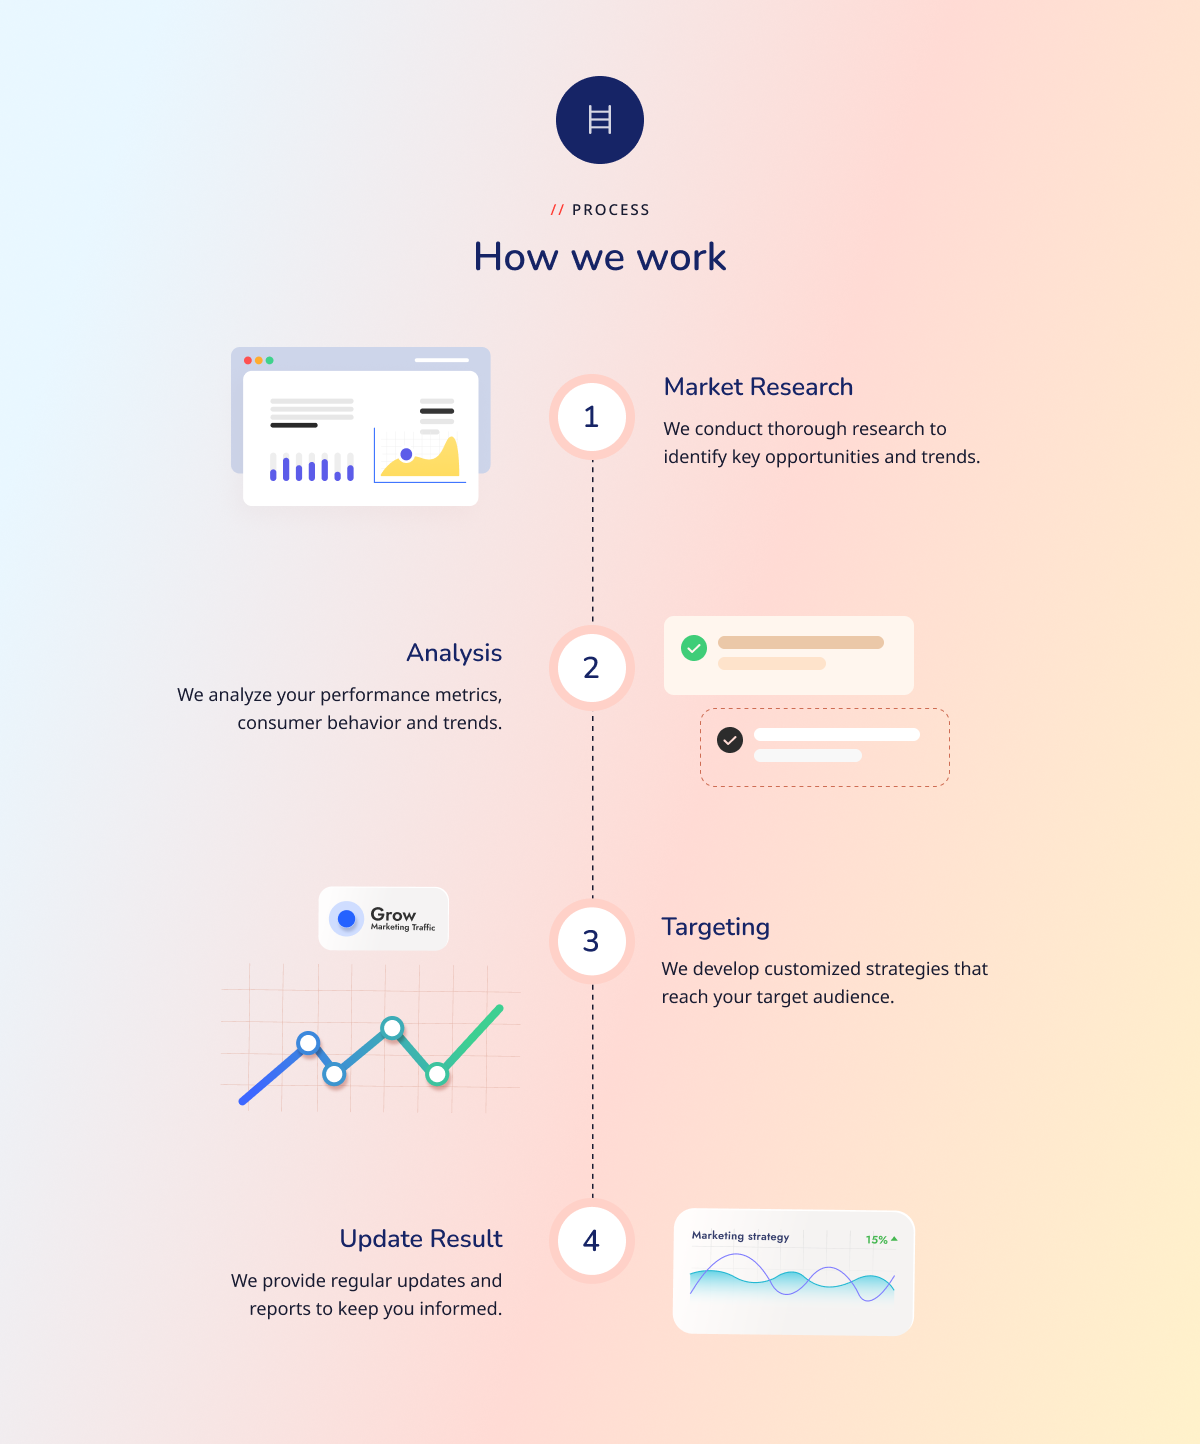 // PROCESS
How we work
1
Market Research
We conduct thorough research to
identify key opportunities and trends.
Analysis
We analyze your performance metrics,
consumer behavior and trends.
2
Grow
Marketing Traffic
3
Targeting
We develop customized strategies that
reach your target audience.
Update Result
We provide regular updates and
reports to keep you informed.
4
Marketing strategy
15%